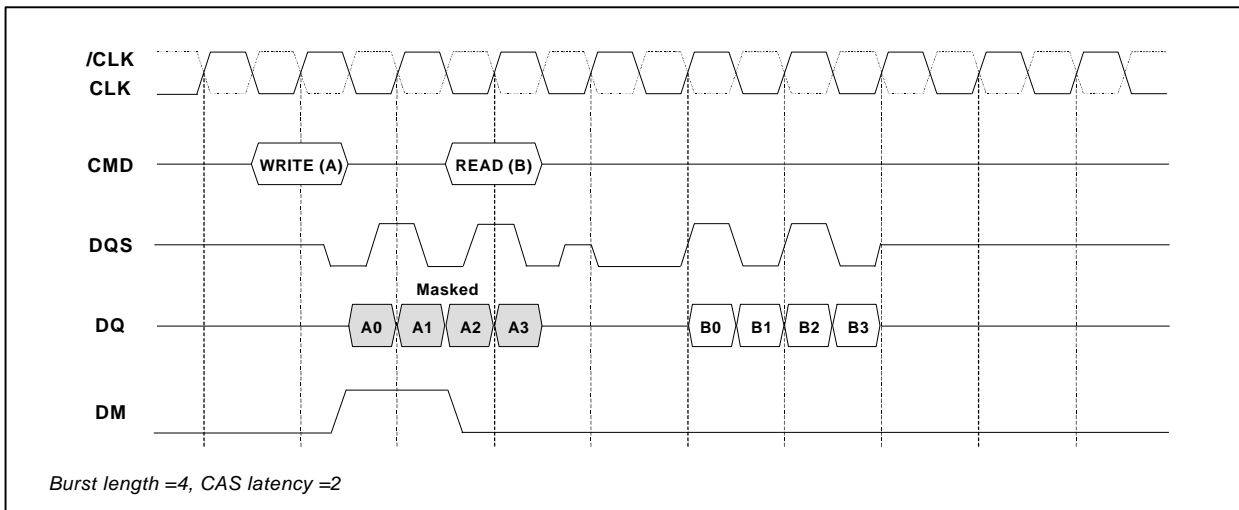 /CLK
CLK
CMD
WRITE (A) READ (B)
DQS
Masked
DQ
A0 A1 A2 A3 B0 B1 B2 B3
DM
Burst length =4, CAS latency =2